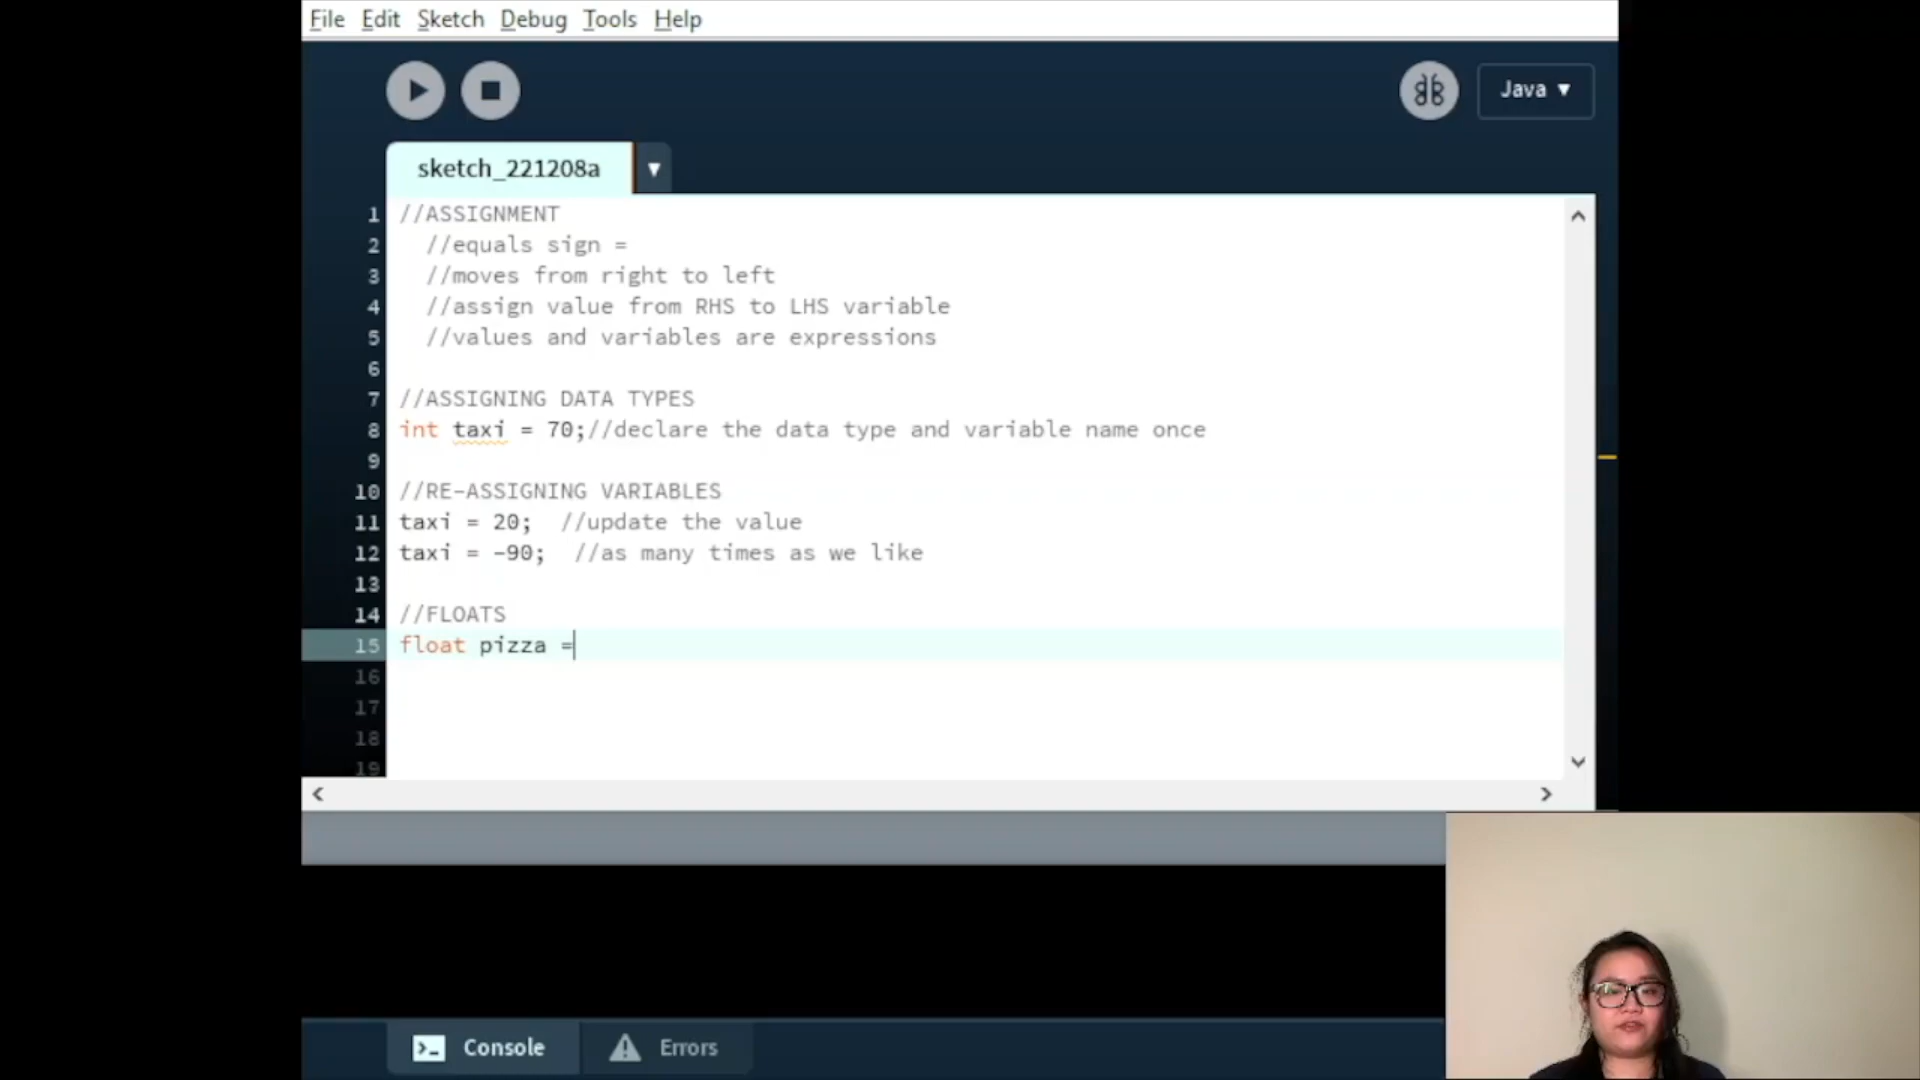 File Edit Sketch Debug Tools Help
Java ▼
sketch_221208a ▼
1 //ASSIGNMENT
2 //equals sign =
3 //moves from right to left
4 //assign value from RHS to LHS variable
5 //values and variables are expressions
6
7 //ASSIGNING DATA TYPES
8 int taxi = 70;//declare the data type and variable name once
9
10 //RE-ASSIGNING VARIABLES
11 taxi = 20;  //update the value
12 taxi = -90;  //as many times as we like
13
14 //FLOATS
15 float pizza =
16
17
18
19
Console Errors